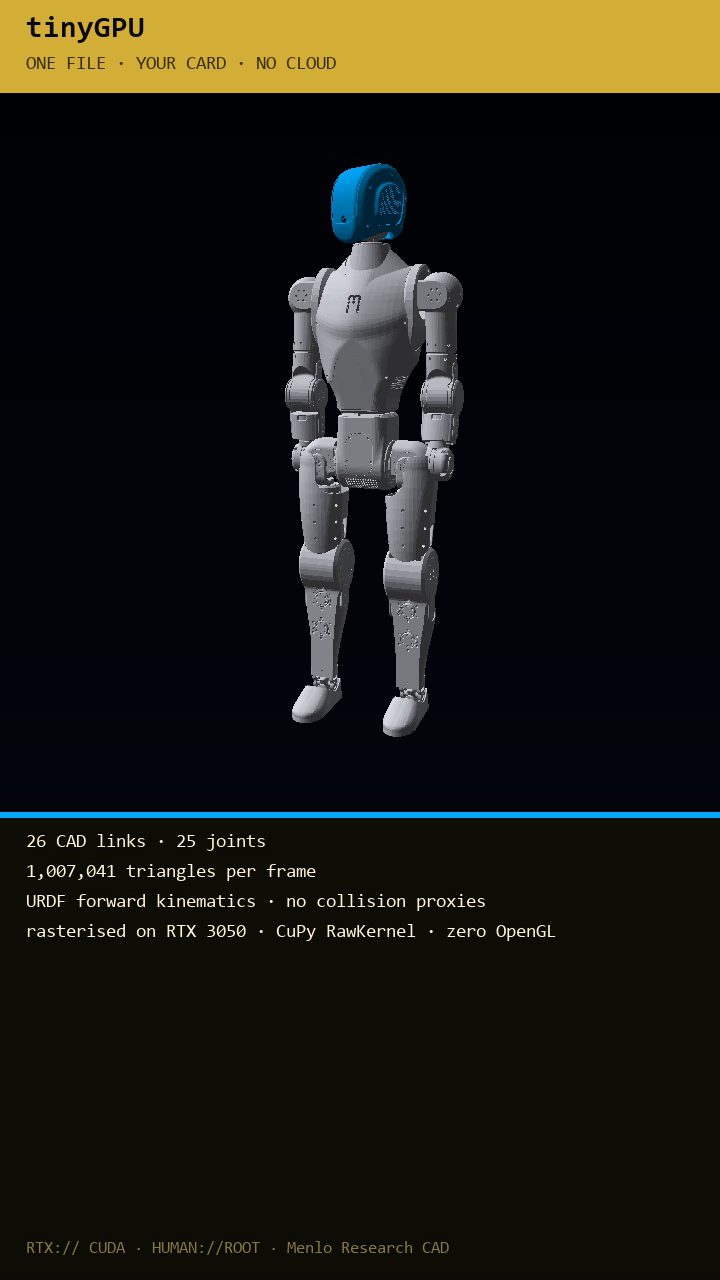 tinyGPU
ONE FILE · YOUR CARD · NO CLOUD
m
26 CAD links · 25 joints
1,007,041 triangles per frame
URDF forward kinematics · no collision proxies
rasterised on RTX 3050 · CuPy RawKernel · zero OpenGL
RTX:// CUDA · HUMAN://ROOT · Menlo Research CAD